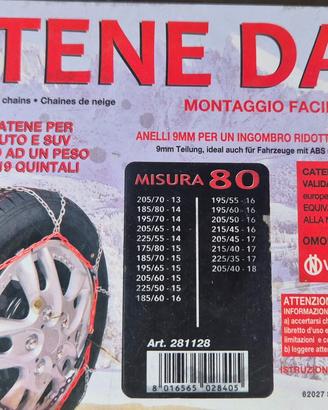 TENE DA
chains • Chaines de neige
MONTAGGIO FACI
ATENE PER
UTO E SUV
O AD UN PESO
19 QUINTALI
ANELLI 9MM PER UN INGOMBRO RIDOTT
9mm Teilung, ideal auch für Fahrzeuge mit ABS
MISURA 80
205/70 - 13
185/80 - 14
195/70 - 14
205/65 - 14
225/55 - 14
175/80 - 15
185/70 - 15
195/65 - 15
205/60 - 15
225/50 - 15
185/60 - 16
195/55 - 16
195/60 - 16
205/50 - 16
215/45 - 16
205/45 - 17
215/40 - 17
225/35 - 17
205/40 - 18
CATE
VALID
europe
EQUIVA
ALLA N
OMO
ATTENZION
INFORMAZION
a) accertarsi ch
libretto d'uso e
limitazioni e co
b) leggere atte
ISTRUZION
Art. 281128
8 016565 028405
62027